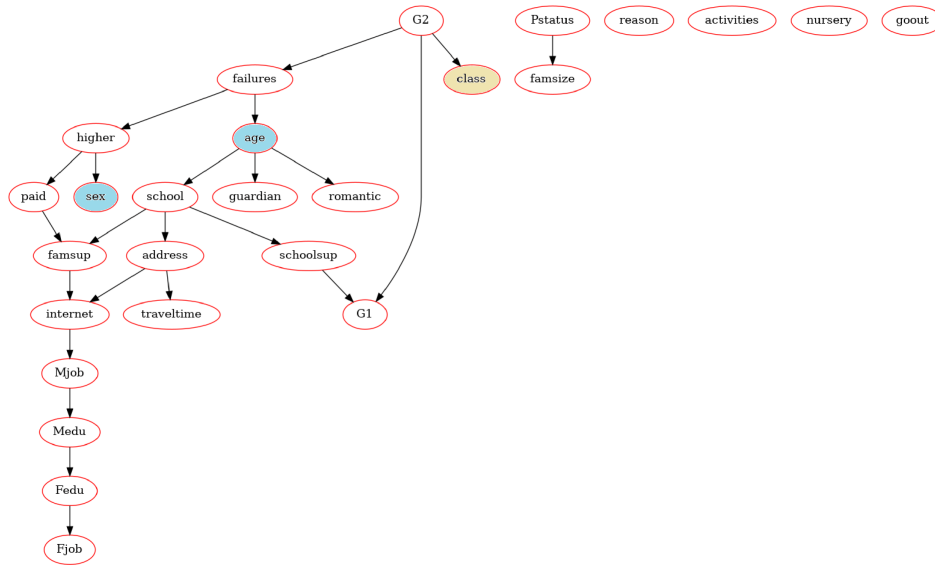 G2
Pstatus
reason
activities
nursery
goout
failures
class
famsize
higher
age
paid
sex
school
guardian
romantic
famsup
address
schoolsup
internet
traveltime
G1
Mjob
Medu
Fedu
Fjob